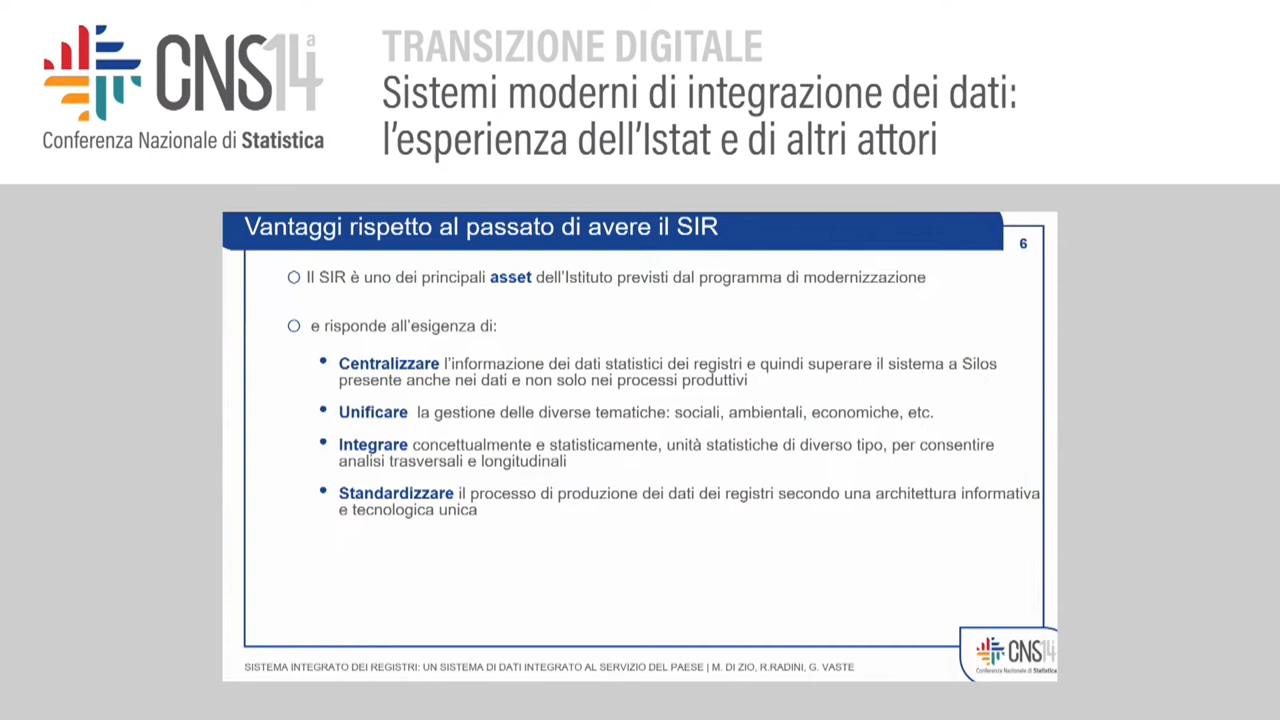 CNS14ª
Conferenza Nazionale di Statistica
TRANSIZIONE DIGITALE
Sistemi moderni di integrazione dei dati:
l'esperienza dell'Istat e di altri attori
Vantaggi rispetto al passato di avere il SIR
6
Il SIR è uno dei principali asset dell'Istituto previsti dal programma di modernizzazione
e risponde all'esigenza di:
• Centralizzare l'informazione dei dati statistici dei registri e quindi superare il sistema a Silos
presente anche nei dati e non solo nei processi produttivi
• Unificare la gestione delle diverse tematiche: sociali, ambientali, economiche, etc.
• Integrare concettualmente e statisticamente, unità statistiche di diverso tipo, per consentire
analisi trasversali e longitudinali
• Standardizzare il processo di produzione dei dati dei registri secondo una architettura informativa
e tecnologica unica
SISTEMA INTEGRATO DEI REGISTRI: UN SISTEMA DI DATI INTEGRATO AL SERVIZIO DEL PAESE | M. DI ZIO, R.RADINI, G. VASTE
CNS14
Conferenza Nazionale di Statistica